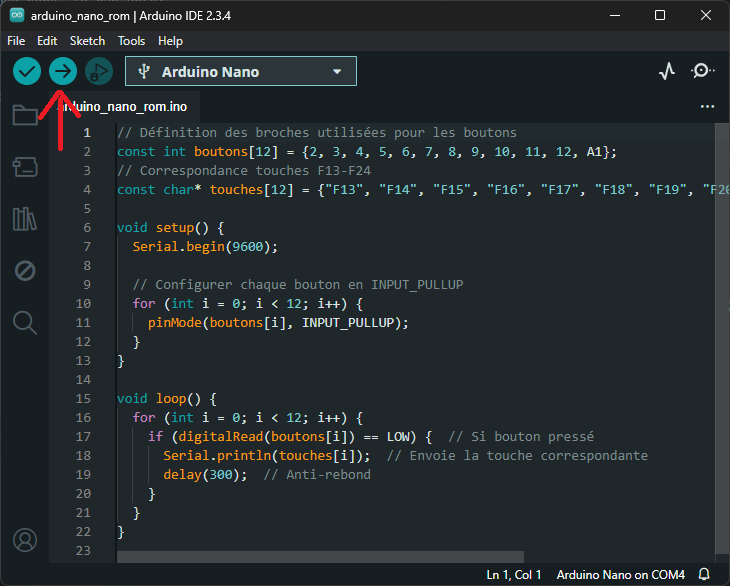 arduino_nano_rom | Arduino IDE 2.3.4
File Edit Sketch Tools Help
Arduino Nano
arduino_nano_rom.ino
1 // Définition des broches utilisées pour les boutons
2 const int boutons[12] = {2, 3, 4, 5, 6, 7, 8, 9, 10, 11, 12, A1};
3 // Correspondance touches F13-F24
4 const char* touches[12] = {"F13", "F14", "F15", "F16", "F17", "F18", "F19", "F20
5
6 void setup() {
7   Serial.begin(9600);
8
9   // Configurer chaque bouton en INPUT_PULLUP
10   for (int i = 0; i < 12; i++) {
11     pinMode(boutons[i], INPUT_PULLUP);
12   }
13 }
14
15 void loop() {
16   for (int i = 0; i < 12; i++) {
17     if (digitalRead(boutons[i]) == LOW) {  // Si bouton pressé
18       Serial.println(touches[i]);  // Envoie la touche correspondante
19       delay(300);  // Anti-rebond
20     }
21   }
22 }
23
Ln 1, Col 1 Arduino Nano on COM4